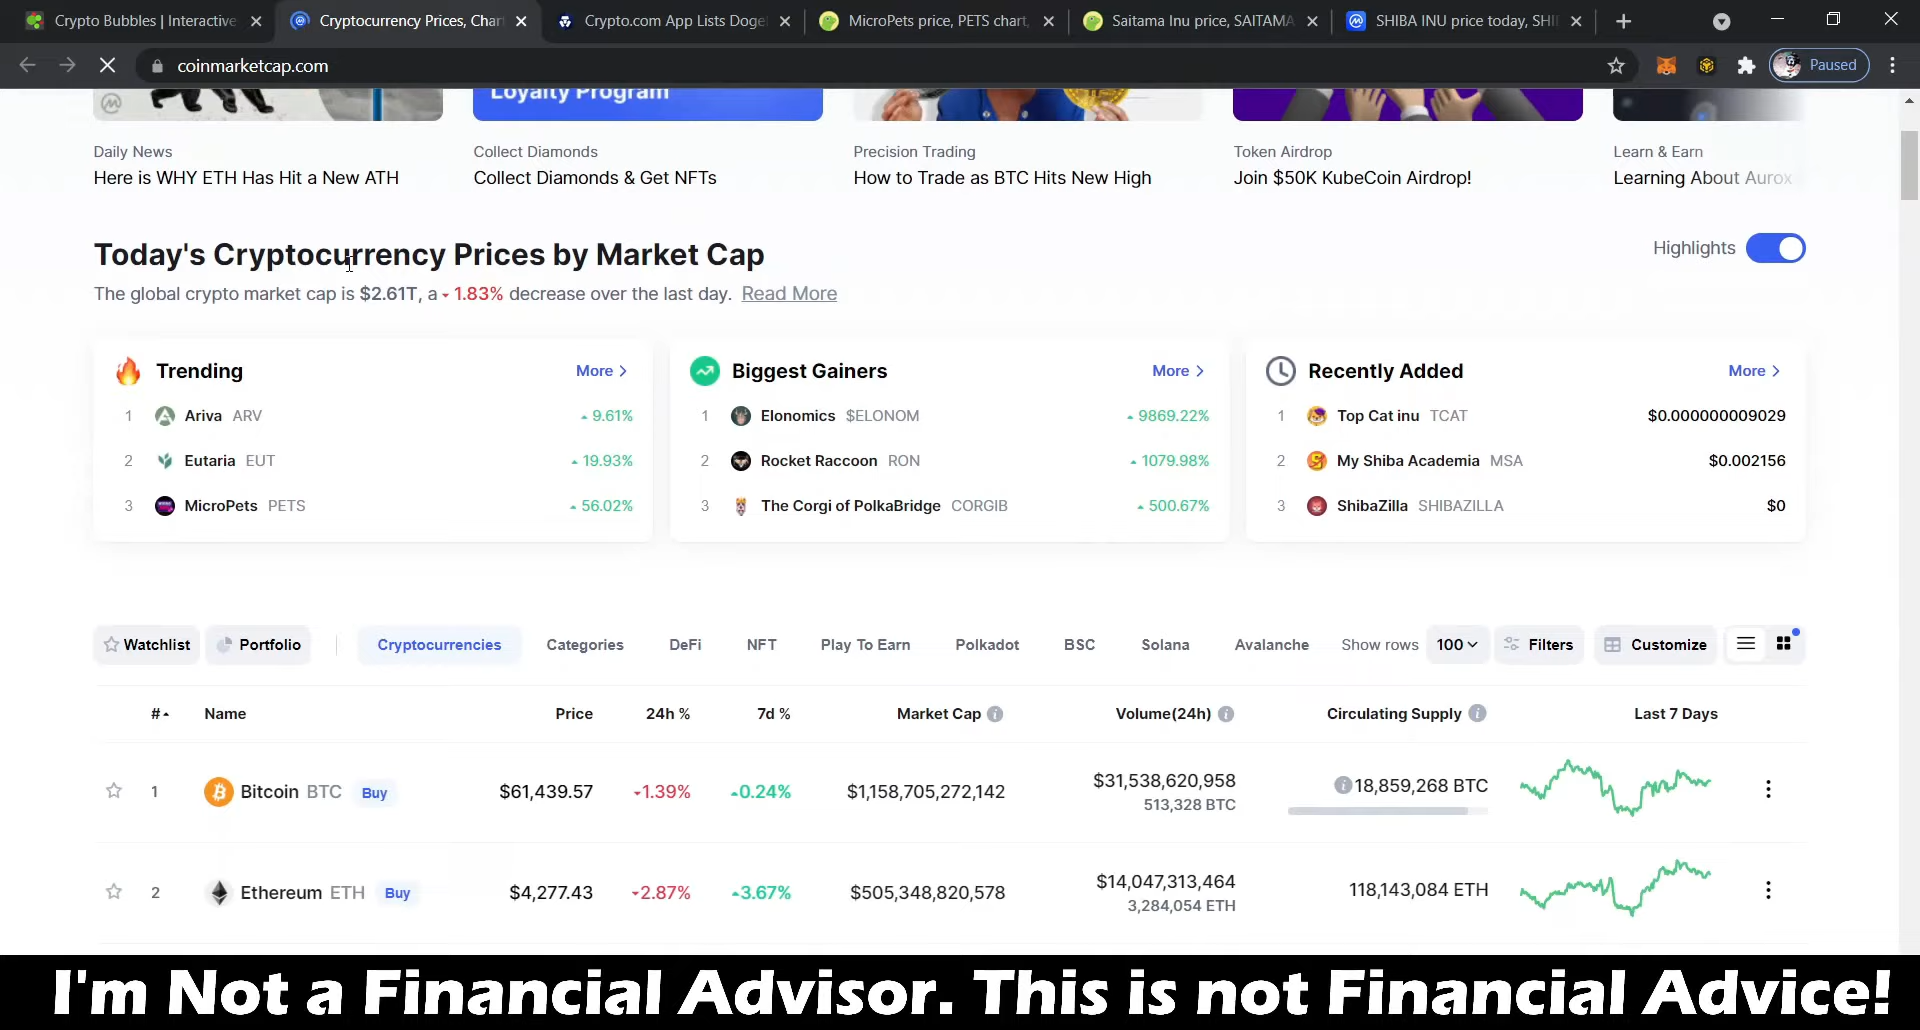 Crypto Bubbles | Interactive
Cryptocurrency Prices, Char
Crypto.com App Lists Doge
MicroPets price, PETS chart,
Saitama Inu price, SAITAMA
SHIBA INU price today, SHI
coinmarketcap.com
Paused
Loyalty Program
Daily News
Here is WHY ETH Has Hit a New ATH
Collect Diamonds
Collect Diamonds & Get NFTs
Precision Trading
How to Trade as BTC Hits New High
Token Airdrop
Join $50K KubeCoin Airdrop!
Learn & Earn
Learning About Aurox
Today's Cryptocurrency Prices by Market Cap
Highlights
The global crypto market cap is $2.61T, a 1.83% decrease over the last day. Read More
Trending More
1 Ariva ARV 9.61%
2 Eutaria EUT 19.93%
3 MicroPets PETS 56.02%
Biggest Gainers More
1 Elonomics $ELONOM 9869.22%
2 Rocket Raccoon RON 1079.98%
3 The Corgi of PolkaBridge CORGIB 500.67%
Recently Added More
1 Top Cat inu TCAT $0.000000009029
2 My Shiba Academia MSA $0.002156
3 ShibaZilla SHIBAZILLA $0
Watchlist Portfolio Cryptocurrencies Categories DeFi NFT Play To Earn Polkadot BSC Solana Avalanche Show rows 100 Filters Customize
# Name Price 24h % 7d % Market Cap Volume(24h) Circulating Supply Last 7 Days
1 Bitcoin BTC Buy $61,439.57 1.39% 0.24% $1,158,705,272,142 $31,538,620,958 18,859,268 BTC
513,328 BTC
2 Ethereum ETH Buy $4,277.43 2.87% 3.67% $505,348,820,578 $14,047,313,464 118,143,084 ETH
3,284,054 ETH
I'm Not a Financial Advisor. This is not Financial Advice!